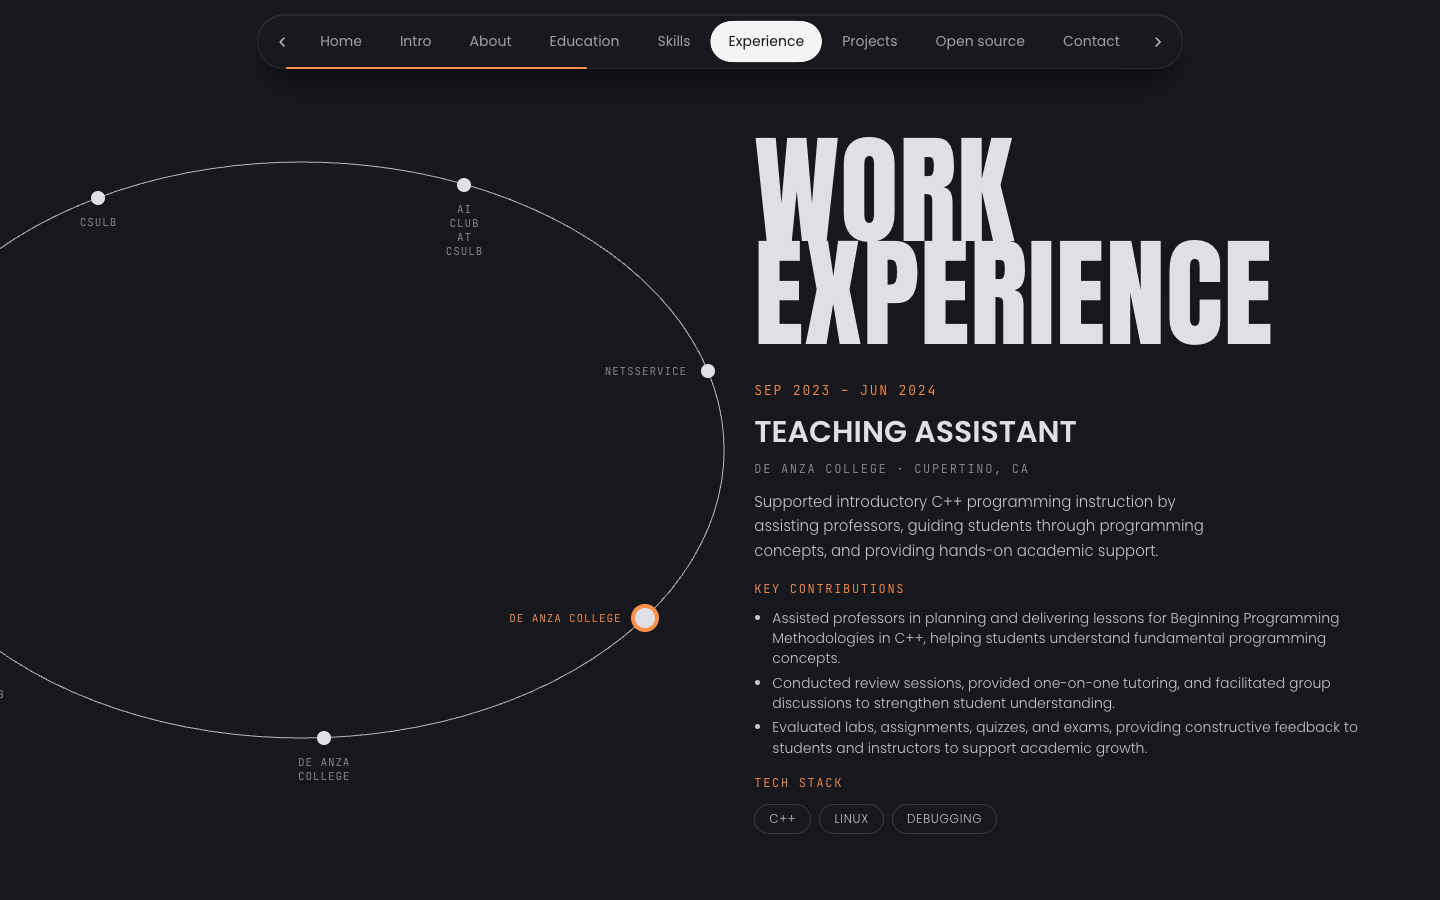 Home Intro About Education Skills Experience Projects Open source Contact
CSULB
AI
CLUB
AT
CSULB
NETSSERVICE
DE ANZA COLLEGE
DE ANZA
COLLEGE
WORK
EXPERIENCE
SEP 2023 – JUN 2024
TEACHING ASSISTANT
DE ANZA COLLEGE · CUPERTINO, CA
Supported introductory C++ programming instruction by
assisting professors, guiding students through programming
concepts, and providing hands-on academic support.
KEY CONTRIBUTIONS
• Assisted professors in planning and delivering lessons for Beginning Programming
Methodologies in C++, helping students understand fundamental programming
concepts.
• Conducted review sessions, provided one-on-one tutoring, and facilitated group
discussions to strengthen student understanding.
• Evaluated labs, assignments, quizzes, and exams, providing constructive feedback to
students and instructors to support academic growth.
TECH STACK
C++ LINUX DEBUGGING